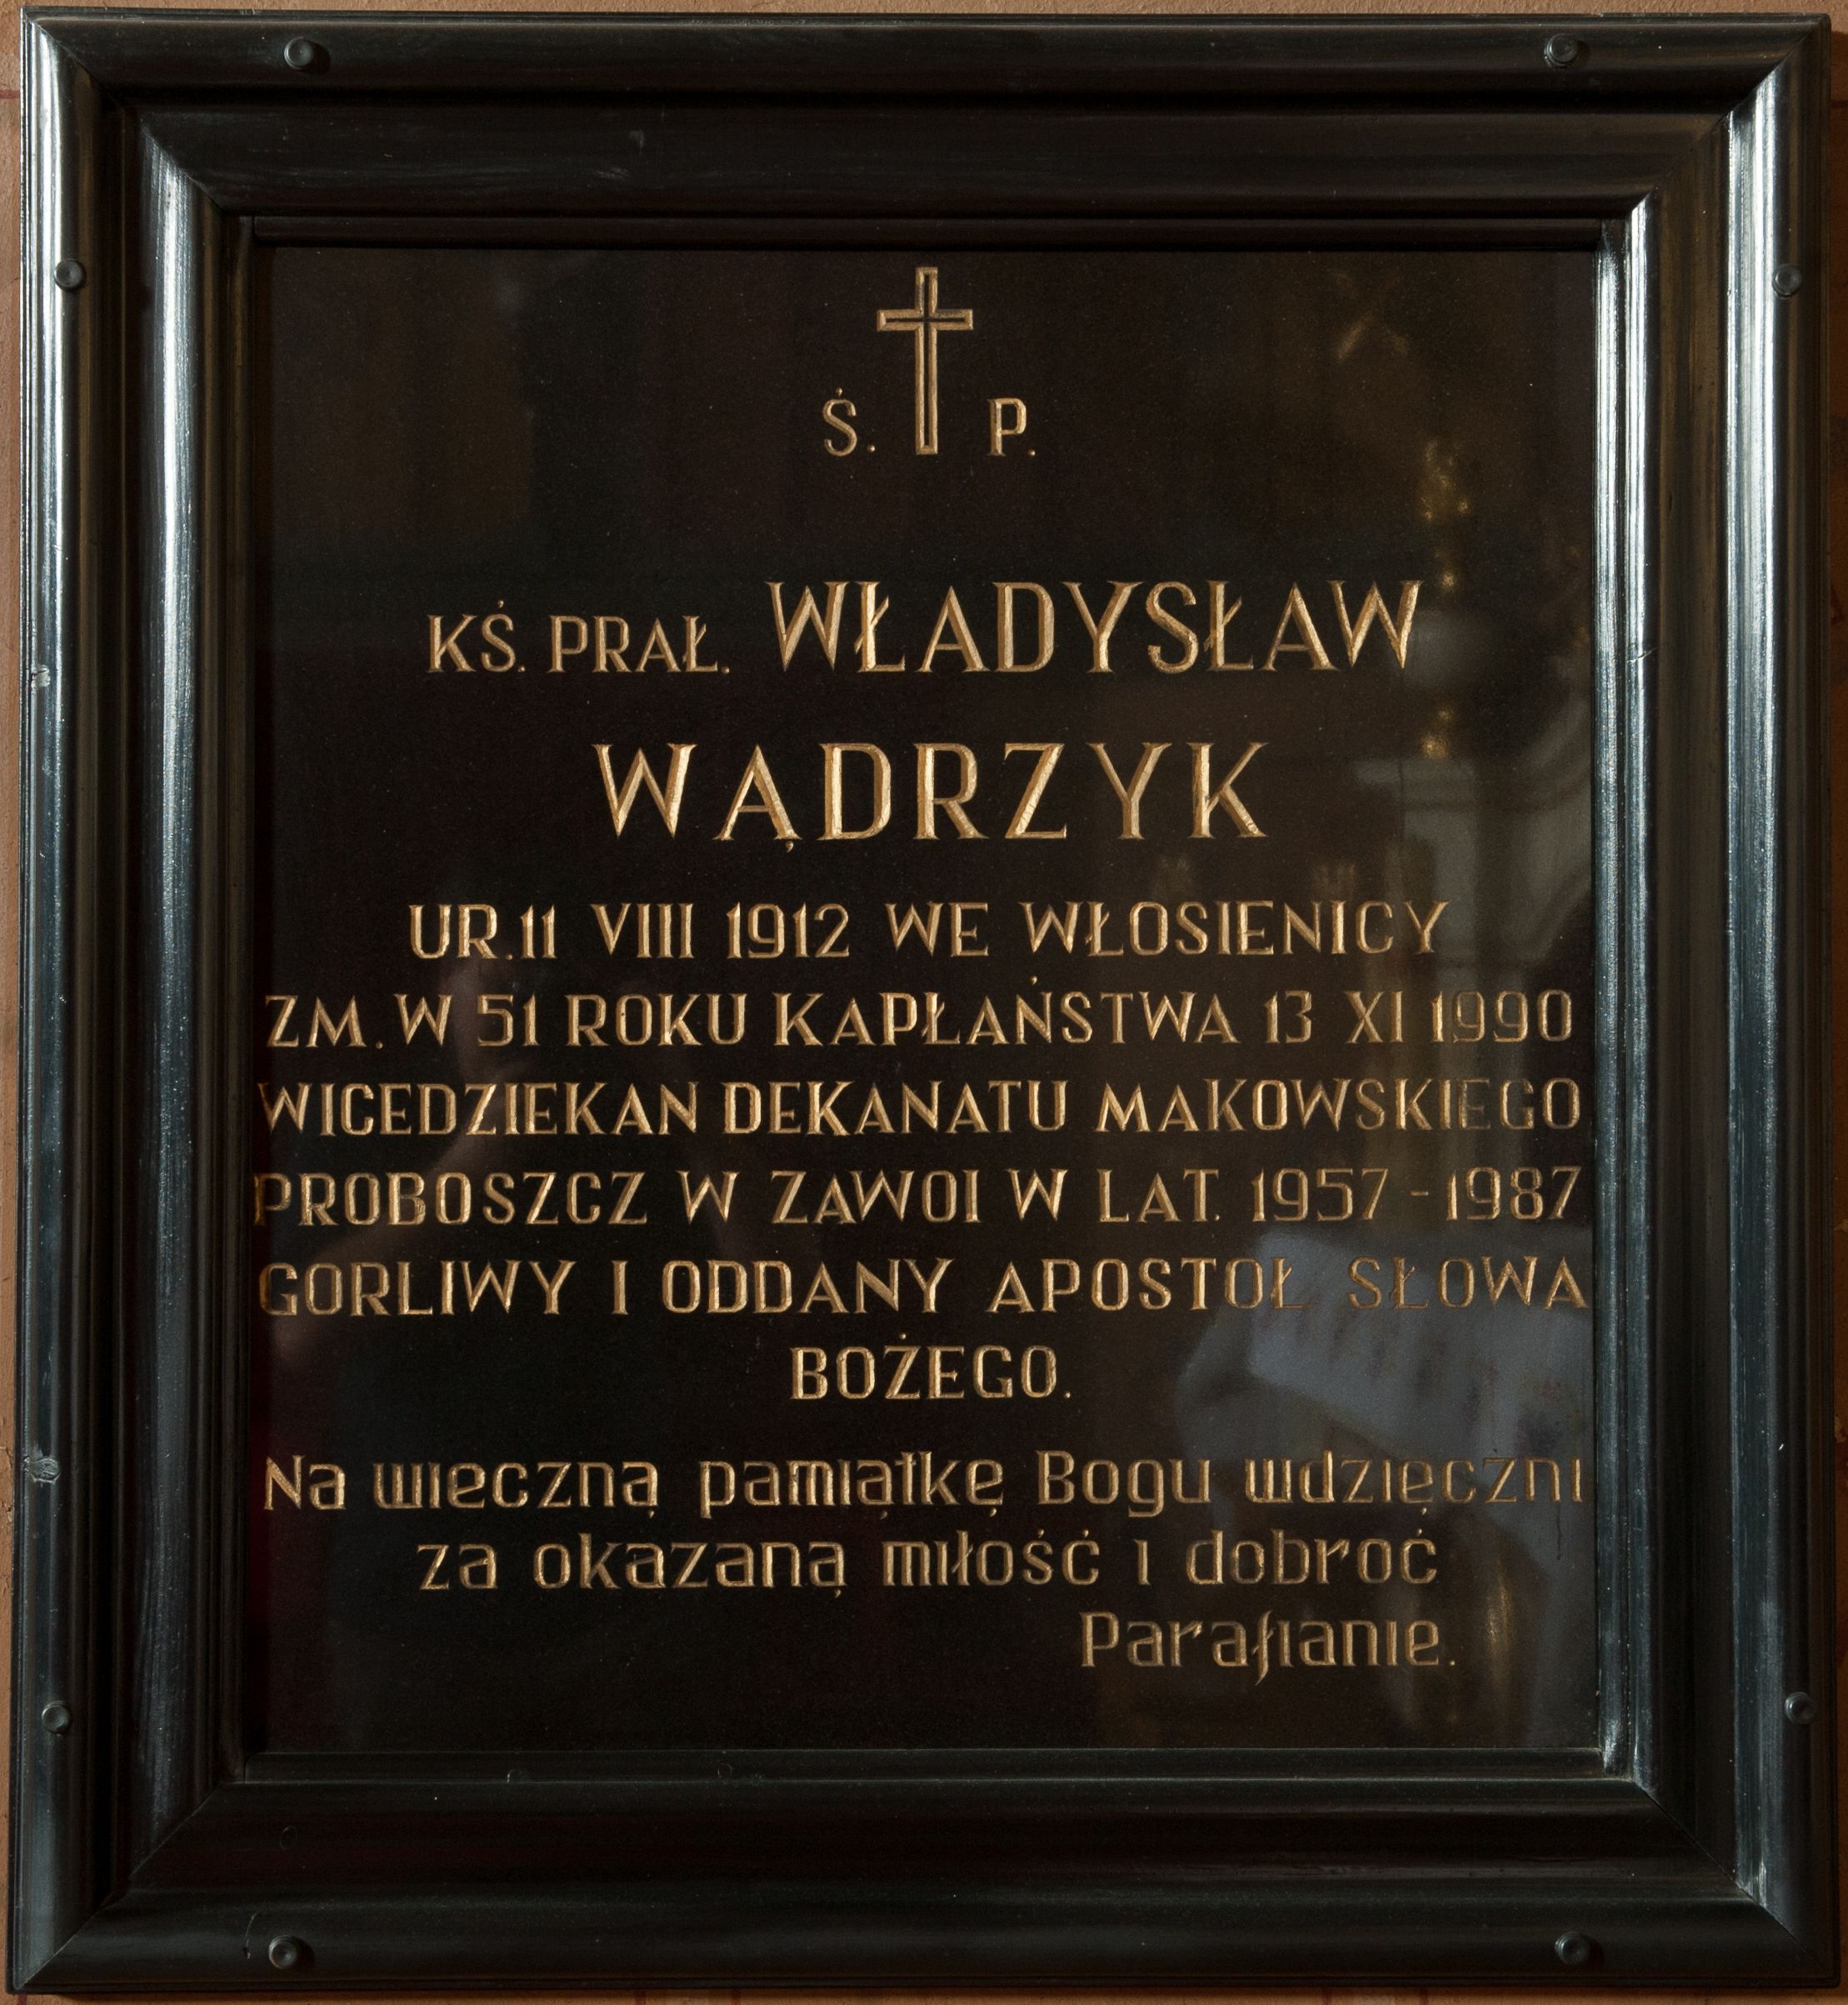 Ś. P.
KŚ. PRAŁ. WŁADYSŁAW
WĄDRZYK
UR. 11 VIII 1912 WE WŁOSIENICY
ZM. W 51 ROKU KAPŁAŃSTWA 13 XI 1990
WICEDZIEKAN DEKANATU MAKOWSKIEGO
PROBOSZCZ W ZAWOI W LAT. 1957-1987
GORLIWY I ODDANY APOSTOŁ SŁOWA
BOŻEGO.
Na wieczną pamiątkę Bogu wdzięczni
za okazaną miłość i dobroć
Parafianie.